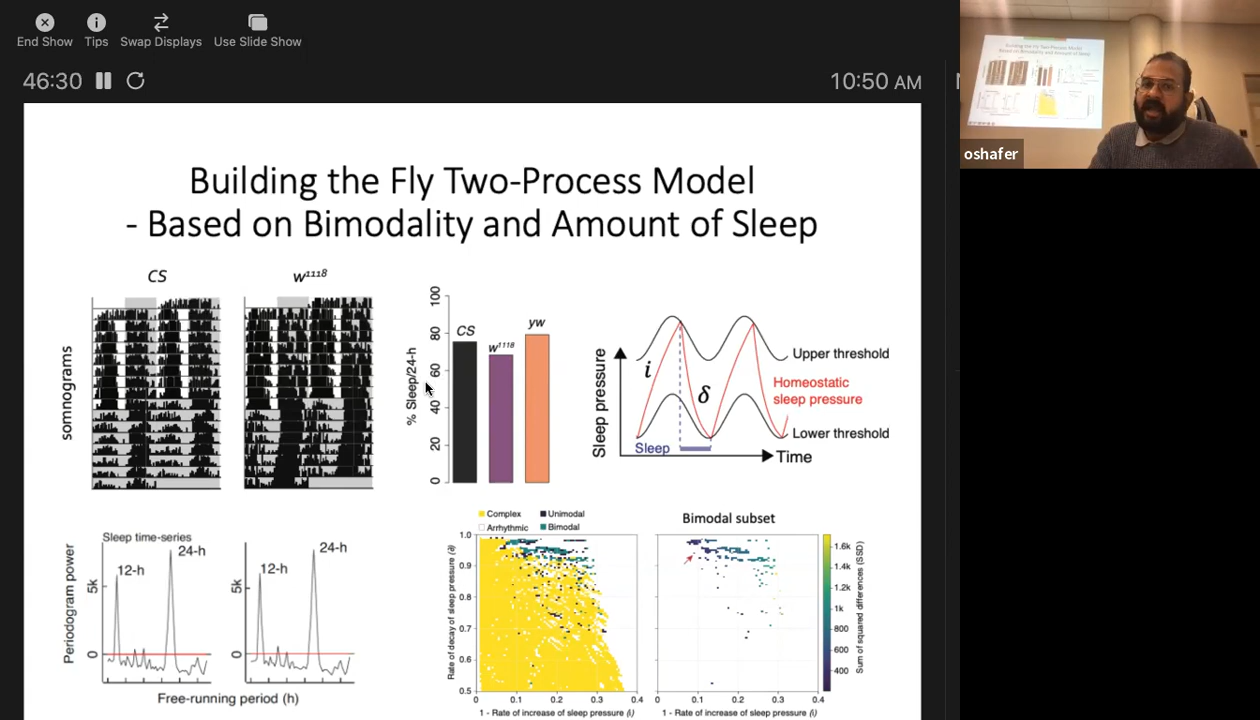 End Show
Tips
Swap Displays
Use Slide Show
46:30
10:50 AM
oshafer
Building the Fly Two-Process Model
- Based on Bimodality and Amount of Sleep
CS
w1118
somnograms
% Sleep/24-h
100
80
60
40
20
0
CS
w1118
yw
Sleep pressure
i
δ
Upper threshold
Homeostatic
sleep pressure
Lower threshold
Sleep
Time
Sleep time-series
Periodogram power
5k
0
12-h
24-h
5k
0
12-h
24-h
Free-running period (h)
Complex
Unimodal
Arrhythmic
Bimodal
Rate of decay of sleep pressure (∂)
1.0
0.9
0.8
0.7
0.6
0.5
0
0.1
0.2
0.3
0.4
1 - Rate of increase of sleep pressure (i)
Bimodal subset
0
0.1
0.2
0.3
0.4
1 - Rate of increase of sleep pressure (i)
1.6k
1.4k
1.2k
1k
800
600
400
Sum of squared differences (SSD)